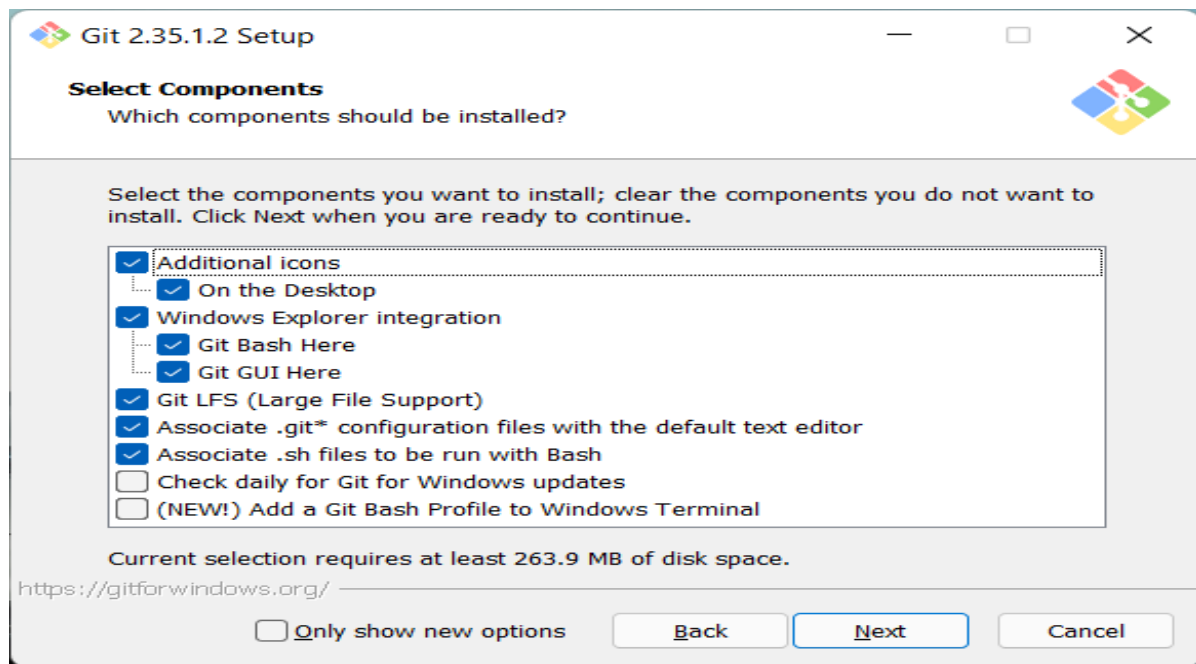 Git 2.35.1.2 Setup
Select Components
Which components should be installed?
Select the components you want to install; clear the components you do not want to
install. Click Next when you are ready to continue.
Additional icons
On the Desktop
Windows Explorer integration
Git Bash Here
Git GUI Here
Git LFS (Large File Support)
Associate .git* configuration files with the default text editor
Associate .sh files to be run with Bash
Check daily for Git for Windows updates
(NEW!) Add a Git Bash Profile to Windows Terminal
Current selection requires at least 263.9 MB of disk space.
https://gitforwindows.org/
Only show new options Back Next Cancel